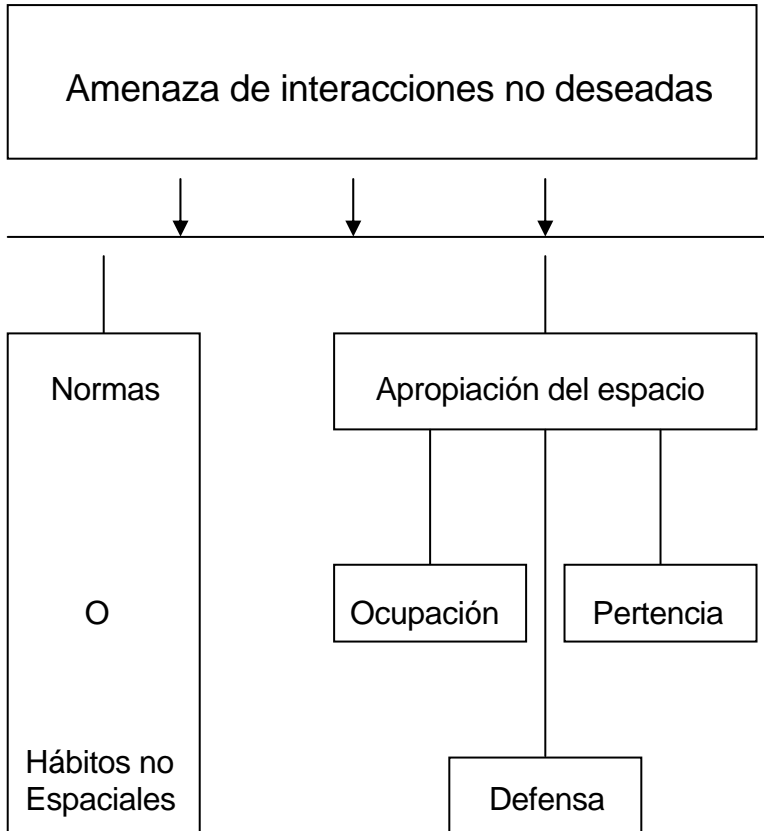 Amenaza de interacciones no deseadas
Normas
O
Hábitos no
Espaciales
Apropiación del espacio
Ocupación
Pertencia
Defensa